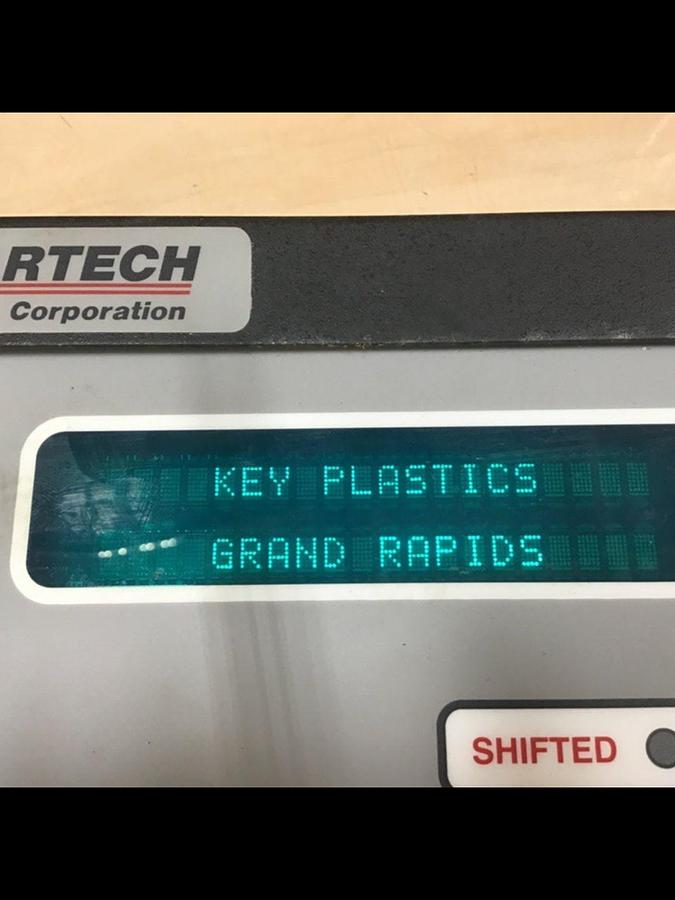 RTECH
Corporation
KEY PLASTICS
GRAND RAPIDS
SHIFTED